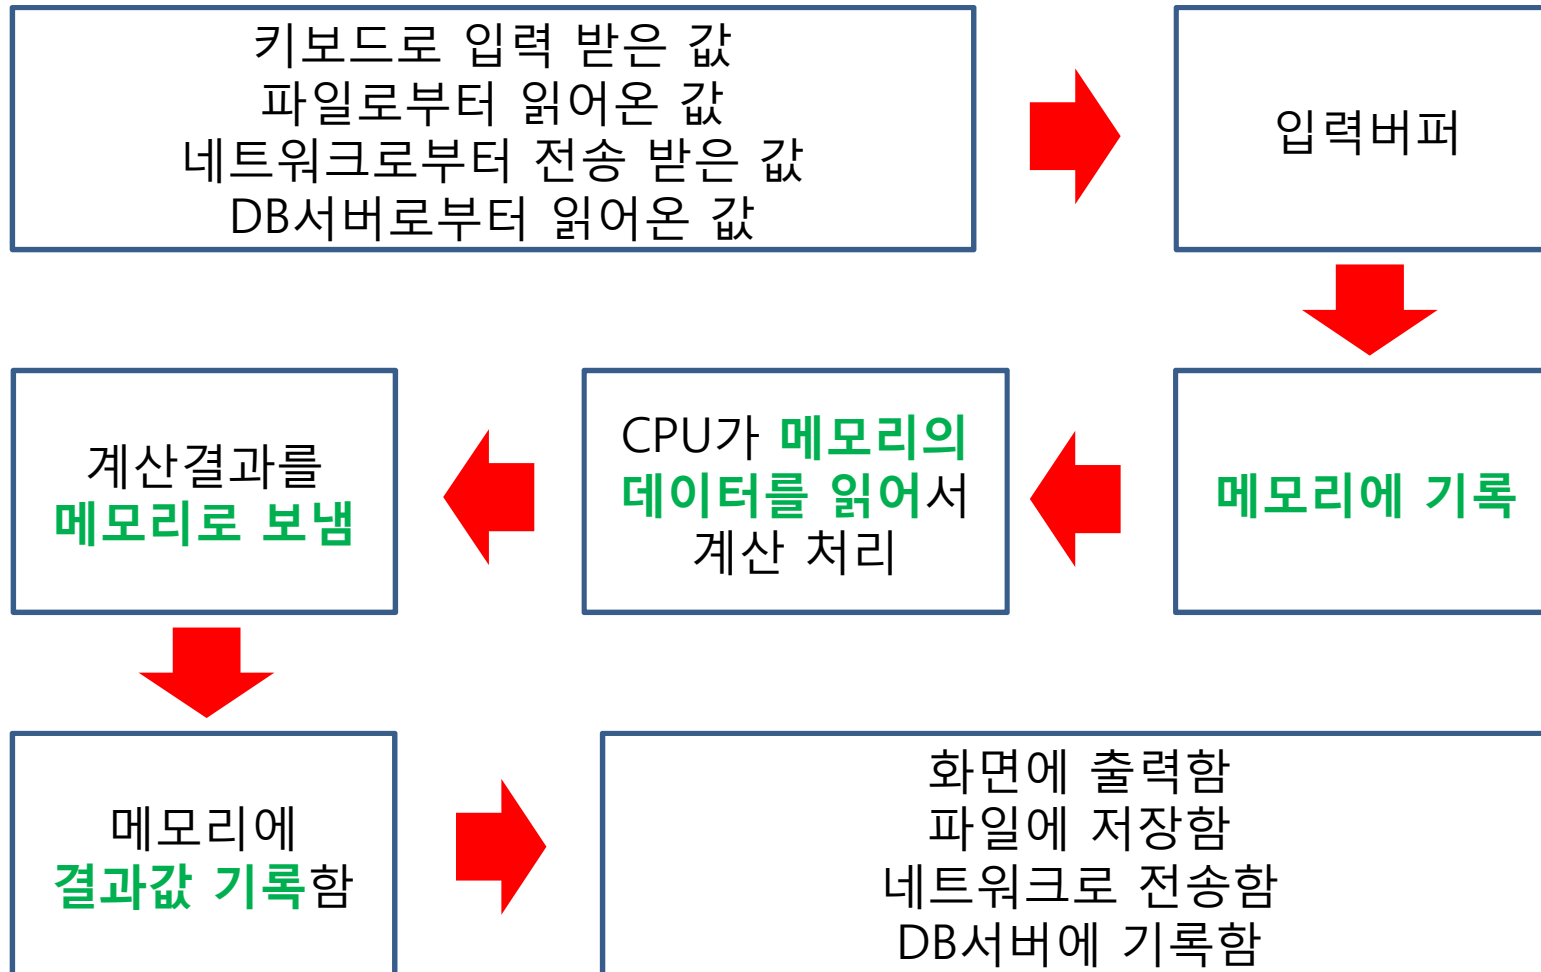 키보드로 입력 받은 값
파일로부터 읽어온 값
네트워크로부터 전송 받은 값
DB서버로부터 읽어온 값
입력버퍼
메모리에 기록
CPU가 메모리의
데이터를 읽어서
계산 처리
계산결과를
메모리로 보냄
메모리에
결과값 기록함
화면에 출력함
파일에 저장함
네트워크로 전송함
DB서버에 기록함